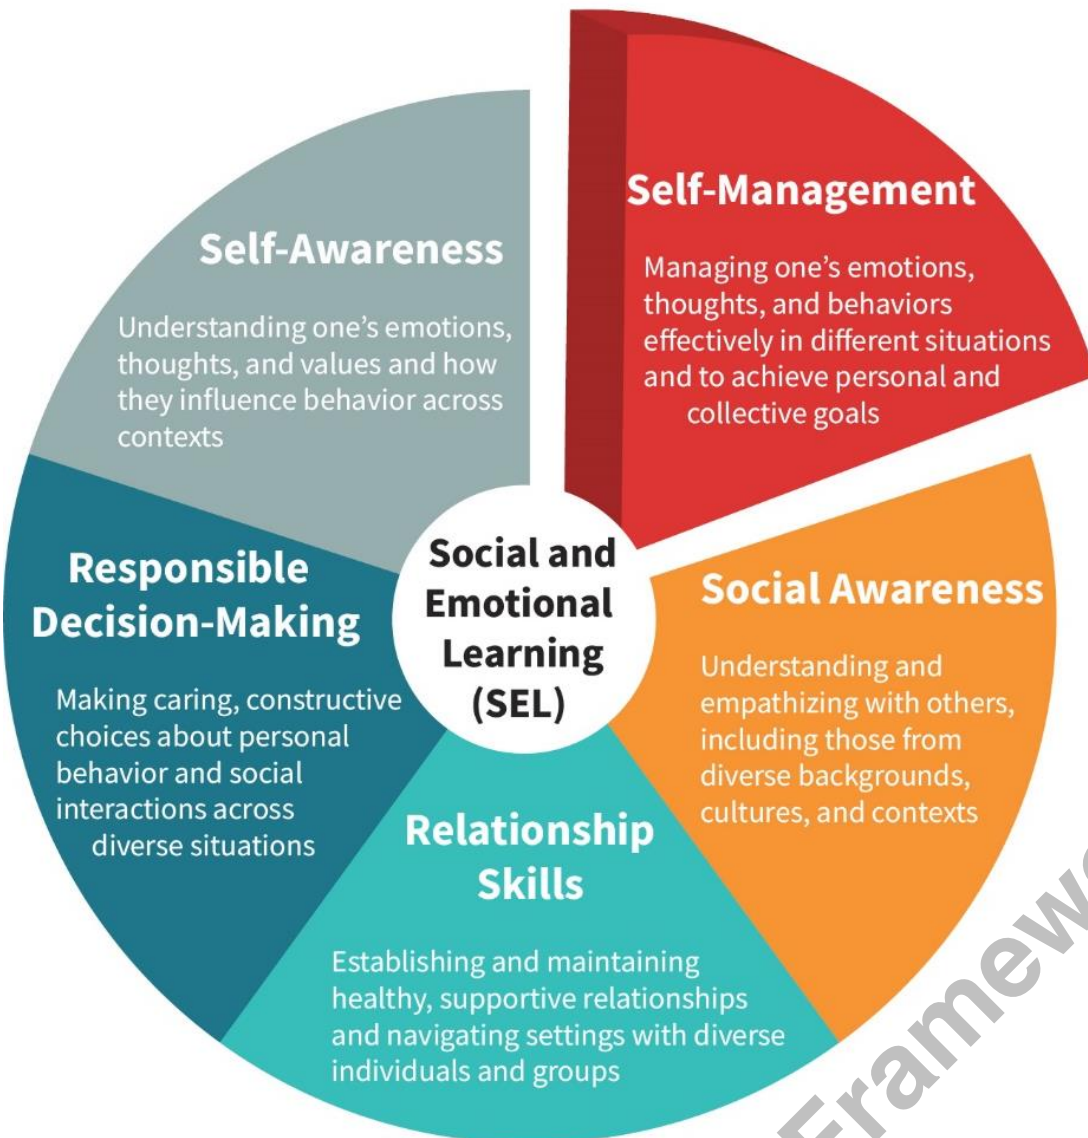 Self-Management
Managing one’s emotions,
thoughts, and behaviors
effectively in different situations
and to achieve personal and
collective goals
Self-Awareness
Understanding one’s emotions,
thoughts, and values and how
they influence behavior across
contexts
Social and
Emotional
Learning
(SEL)
Social Awareness
Understanding and
empathizing with others,
including those from
diverse backgrounds,
cultures, and contexts
Responsible
Decision-Making
Making caring, constructive
choices about personal
behavior and social
interactions across
diverse situations
Relationship
Skills
Establishing and maintaining
healthy, supportive relationships
and navigating settings with diverse
individuals and groups